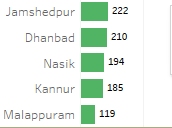 Jamshedpur 222
Dhanbad 210
Nasik 194
Kannur 185
Malappuram 119